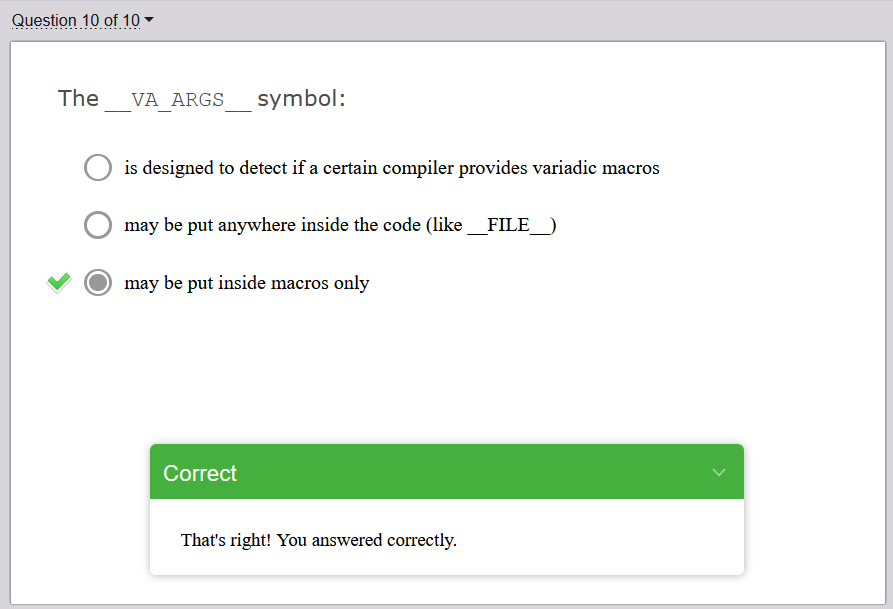 Question 10 of 10
The __VA_ARGS__ symbol:
is designed to detect if a certain compiler provides variadic macros
may be put anywhere inside the code (like __FILE__)
may be put inside macros only
Correct
That's right! You answered correctly.